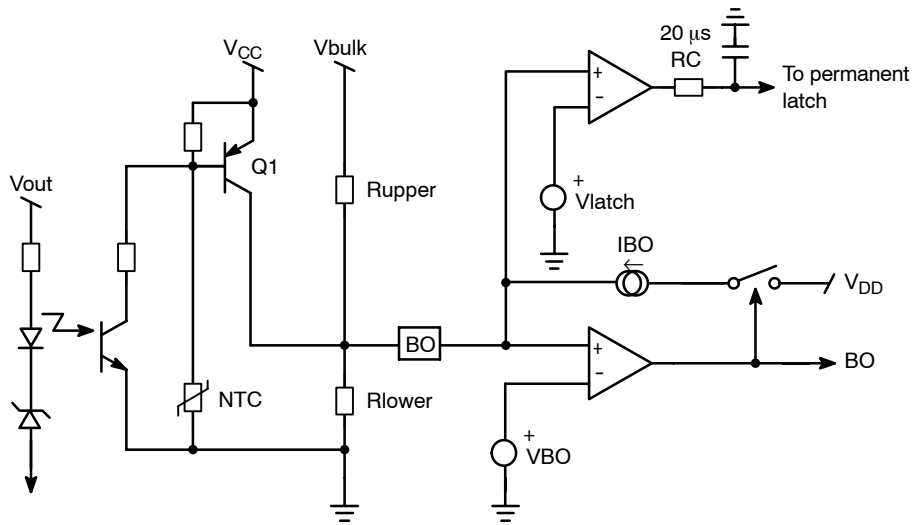 V_CC
Vbulk
20 μs
RC
To permanent
latch
+
−
Q1
Vout
Rupper
+
Vlatch
IBO
V_DD
BO
+
−
BO
NTC
Rlower
+
VBO